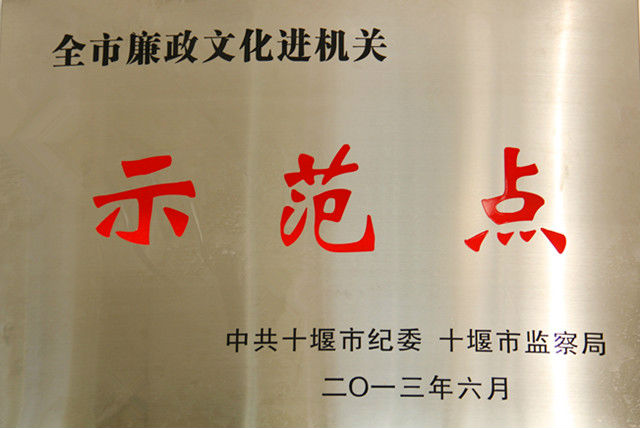 全市廉政文化进机关
示范点
中共十堰市纪委 十堰市监察局
二〇一三年六月